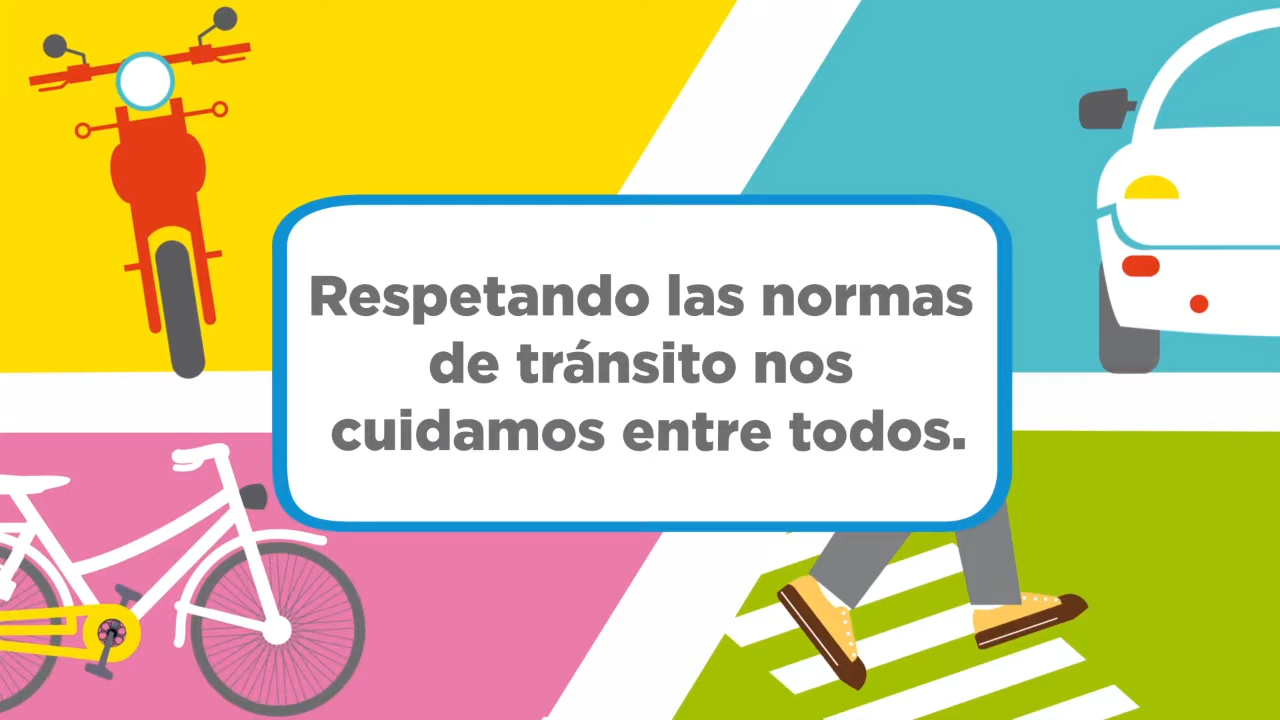 Respetando las normas
de tránsito nos
cuidamos entre todos.